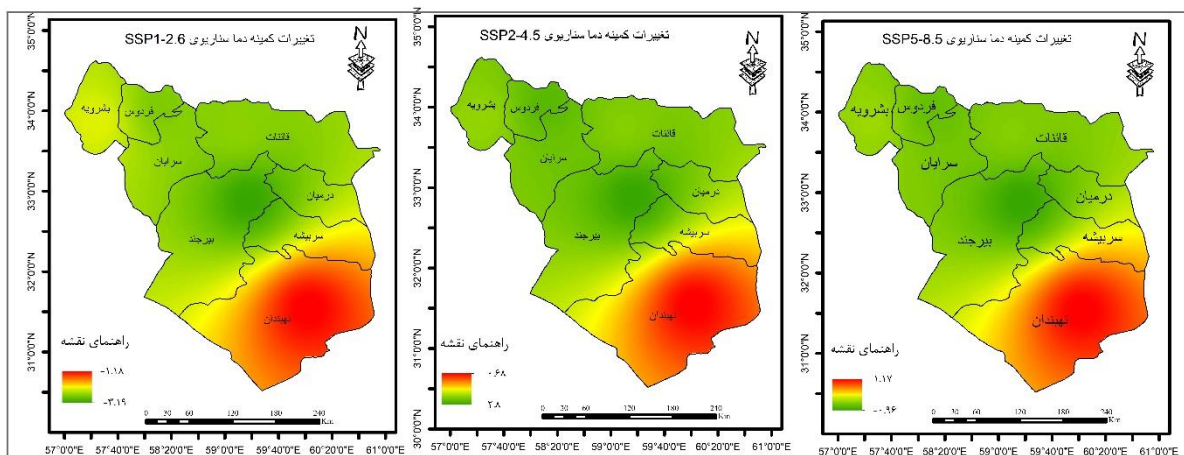 تغییرات کمینه دما سناریوی SSP1-2.6
N
بشرویه
فردوس
قائنات
سرایان
درمیان
بیرجند
سربیشه
نهبندان
راهنمای نقشه
-۱.۱۸
-۳.۱۹
0 60 120 180 240
Km
35°0'0"N
34°0'0"N
33°0'0"N
32°0'0"N
31°0'0"N
57°0'0"E 57°40'0"E 58°20'0"E 59°0'0"E 59°40'0"E 60°20'0"E 61°0'0"E
تغییرات کمینه دما سناریوی SSP2-4.5
N
بشرویه
فردوس
قائنات
سرایان
درمیان
بیرجند
سربیشه
نهبندان
راهنمای نقشه
۰.۶۸
۲.۸
0 60 120 180 210
Km
35°0'0"N
34°0'0"N
33°0'0"N
32°0'0"N
31°0'0"N
30°0'0"N
57°0'0"E 57°40'0"E 58°20'0"E 59°0'0"E 59°40'0"E 60°20'0"E 61°0'0"E
تغییرات کمینه دما سناریوی SSP5-8.5
N
بشرویه
فردوس
قائنات
سرایان
درمیان
بیرجند
سربیشه
نهبندان
راهنمای نقشه
۱.۱۷
-۰.۹۶
0 60 120 180 240
Km
35°0'0"N
34°0'0"N
33°0'0"N
32°0'0"N
31°0'0"N
57°0'0"E 57°40'0"E 58°20'0"E 59°0'0"E 59°40'0"E 60°20'0"E 61°0'0"E